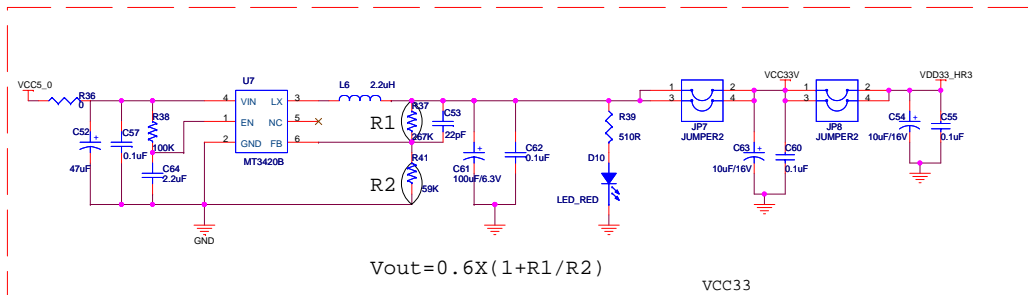 VCC5_0
R36
0
C52
47uF
C57
0.1uF
R38
100K
C64
2.2uF
U7
4 VIN LX 3
1 EN NC 5
2 GND FB 6
MT3420B
GND
L6 2.2uH
R1
R37
267K
C53
22pF
R2
R41
59K
C61
100uF/6.3V
C62
0.1uF
R39
510R
D10
LED_RED
1 2
3 4
JP7
JUMPER2
VCC33V
C63
10uF/16V
C60
0.1uF
1 2
3 4
JP8
JUMPER2
VDD33_HR3
C54
10uF/16V
C55
0.1uF
Vout=0.6X(1+R1/R2)
VCC33